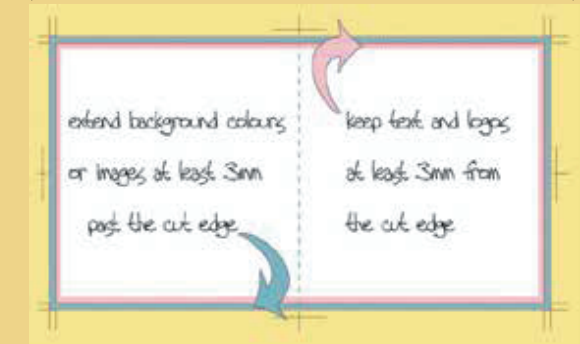 extend background colours
or images at least 3mm
past the cut edge
keep text and logos
at least 3mm from
the cut edge